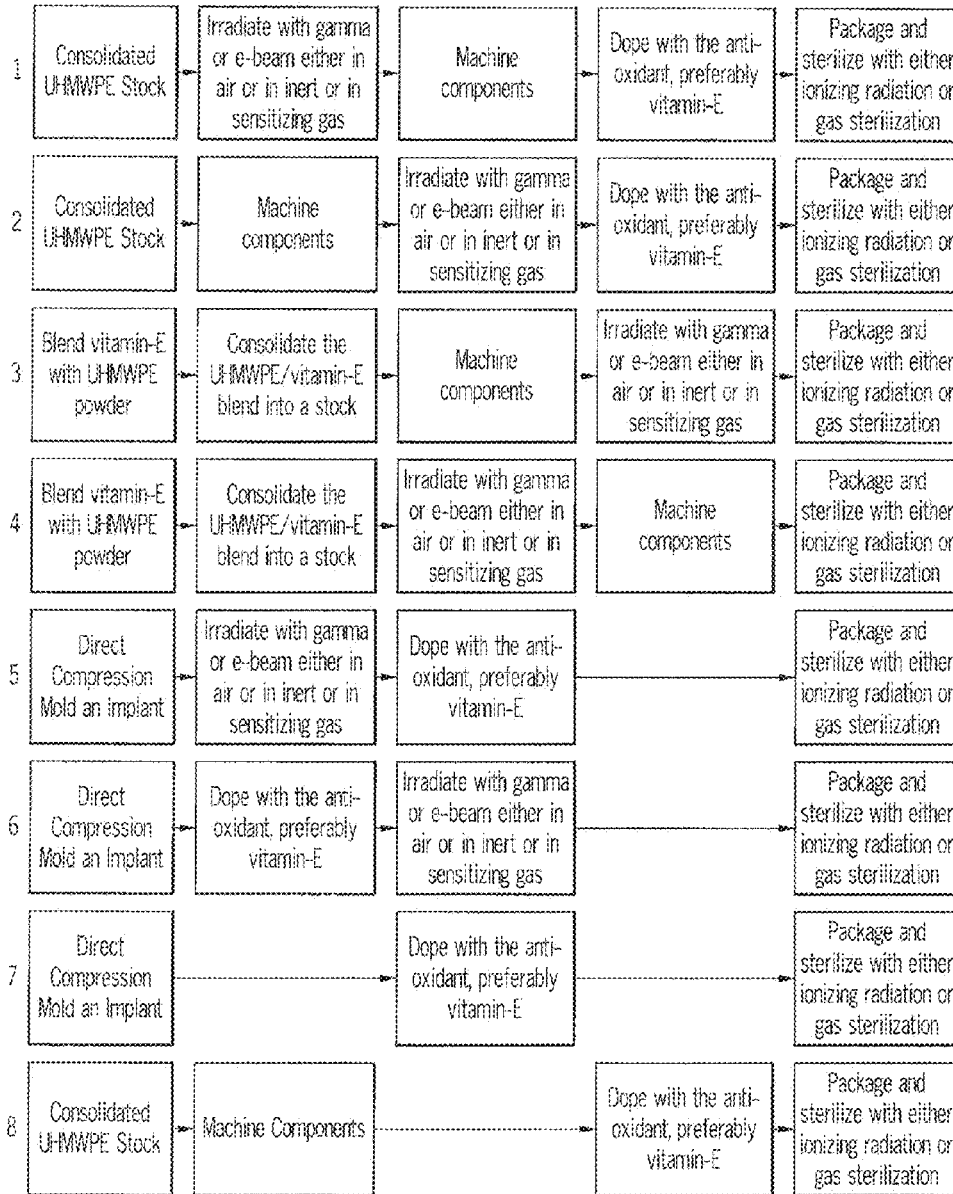 1
Consolidated
UHMWPE Stock
Irradiate with gamma
or e-beam either in
air or in inert or in
sensitizing gas
Machine
components
Dope with the anti-
oxidant, preferably
vitamin-E
Package and
sterilize with either
ionizing radiation or
gas sterilization
2
Consolidated
UHMWPE Stock
Machine
components
Irradiate with gamma
or e-beam either in
air or in inert or in
sensitizing gas
Dope with the anti-
oxidant, preferably
vitamin-E
Package and
sterilize with either
ionizing radiation or
gas sterilization
3
Blend vitamin-E
with UHMWPE
powder
Consolidate the
UHMWPE/vitamin-E
blend into a stock
Machine
components
Irradiate with gamma
or e-beam either in
air or in inert or in
sensitizing gas
Package and
sterilize with either
ionizing radiation or
gas sterilization
4
Blend vitamin-E
with UHMWPE
powder
Consolidate the
UHMWPE/vitamin-E
blend into a stock
Irradiate with gamma
or e-beam either in
air or in inert or in
sensitizing gas
Machine
components
Package and
sterilize with either
ionizing radiation or
gas sterilization
5
Direct
Compression
Mold an implant
Irradiate with gamma
or e-beam either in
air or in inert or in
sensitizing gas
Dope with the anti-
oxidant, preferably
vitamin-E
Package and
sterilize with either
ionizing radiation or
gas sterilization
6
Direct
Compression
Mold an Implant
Dope with the anti-
oxidant, preferably
vitamin-E
Irradiate with gamma
or e-beam either in
air or in inert or in
sensitizing gas
Package and
sterilize with either
ionizing radiation or
gas sterilization
7
Direct
Compression
Mold an Implant
Dope with the anti-
oxidant, preferably
vitamin-E
Package and
sterilize with either
ionizing radiation or
gas sterilization
8
Consolidated
UHMWPE Stock
Machine Components
Dope with the anti-
oxidant, preferably
vitamin-E
Package and
sterilize with either
ionizing radiation or
gas sterilization